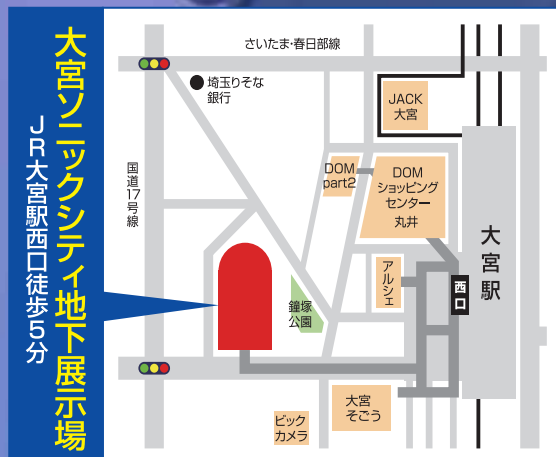 大宮ソニックシティ地下展示場
JR大宮駅西口徒歩5分
さいたま・春日部線
埼玉りそな
銀行
国道17号線
JACK
大宮
DOM
part2
DOM
ショッピング
センター
丸井
大宮駅
西口
アルシェ
鐘塚
公園
大宮
そごう
ビック
カメラ